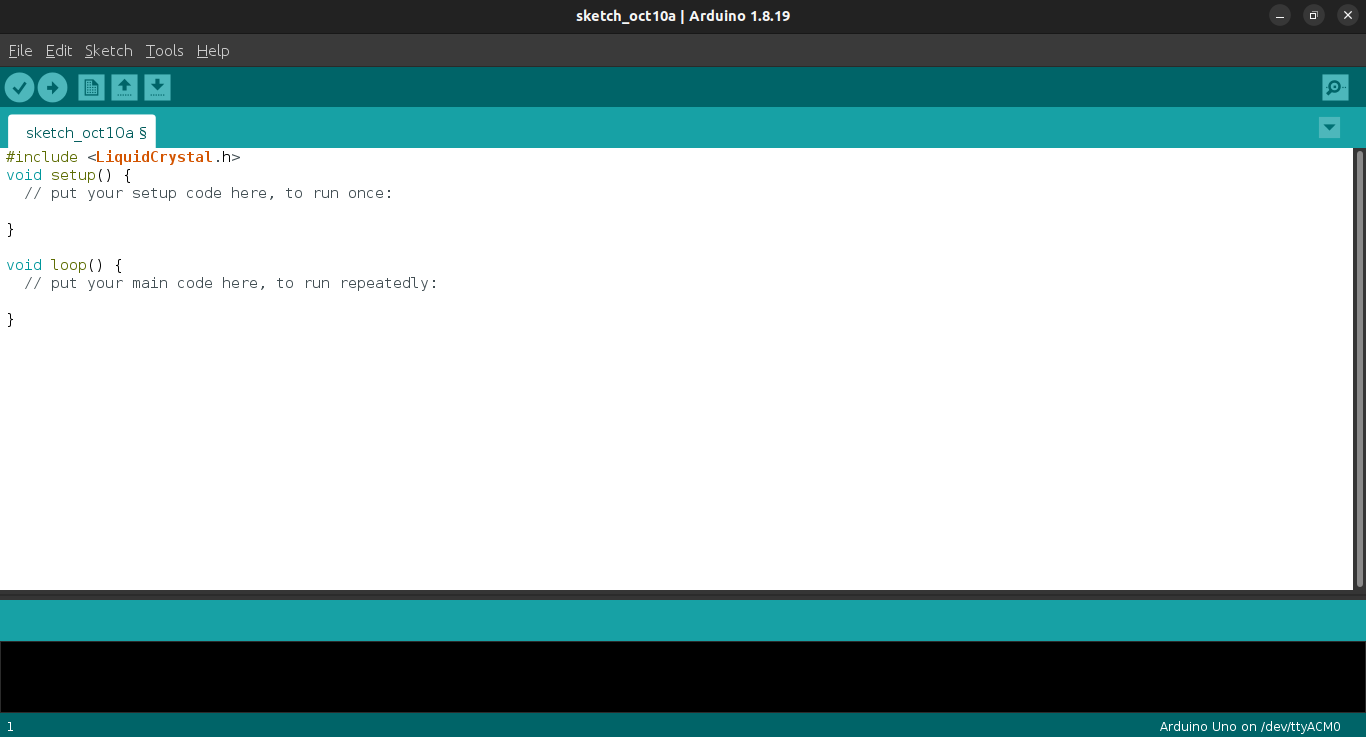 sketch_oct10a | Arduino 1.8.19
File Edit Sketch Tools Help
sketch_oct10a §
#include <LiquidCrystal.h>
void setup() {
  // put your setup code here, to run once:
}
void loop() {
  // put your main code here, to run repeatedly:
}
1 Arduino Uno on /dev/ttyACM0